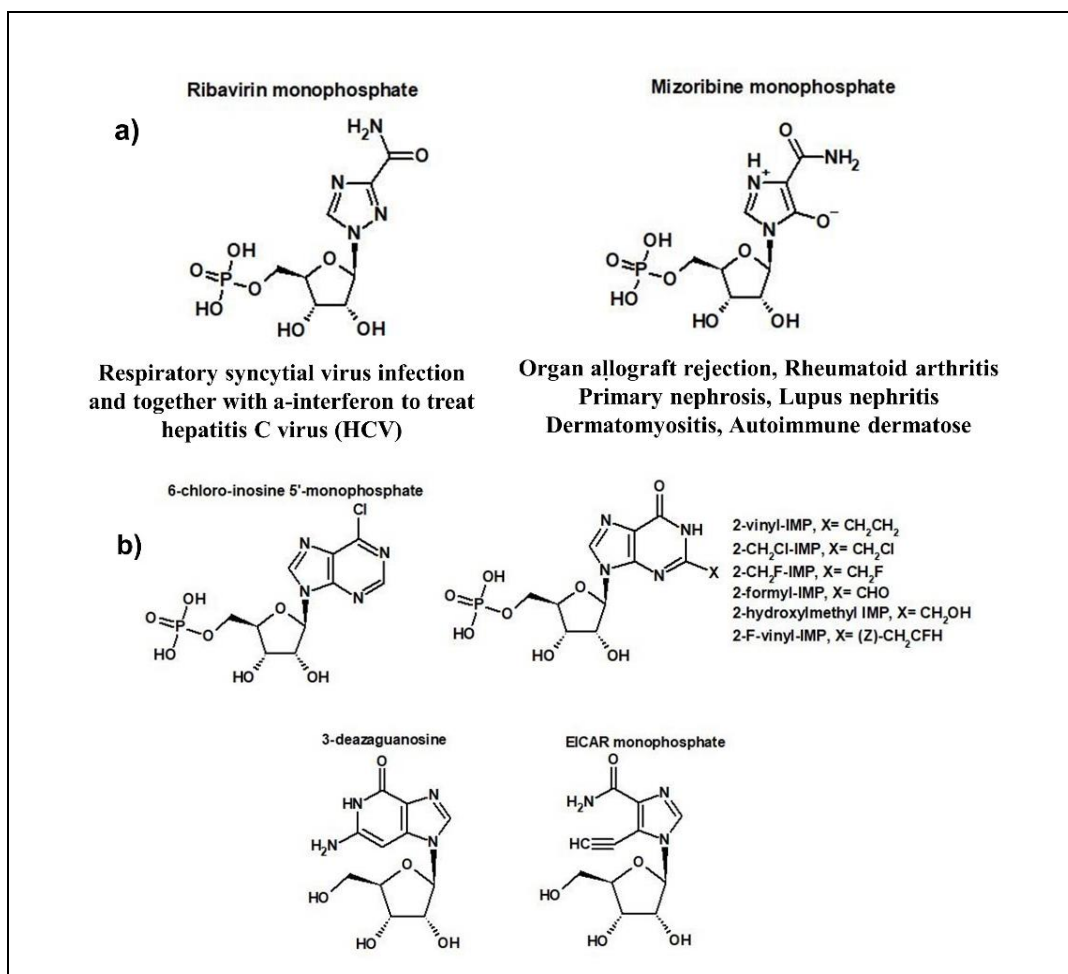 Ribavirin monophosphate
Mizoribine monophosphate
a)
H₂N
O
N
N
N
O
OH
O
P
O
HO
HO
OH
O
NH₂
H
N⁺
N
O⁻
O
OH
O
P
O
HO
HO
OH
Respiratory syncytial virus infection
and together with a-interferon to treat
hepatitis C virus (HCV)
Organ allograft rejection, Rheumatoid arthritis
Primary nephrosis, Lupus nephritis
Dermatomyositis, Autoimmune dermatose
6-chloro-inosine 5'-monophosphate
b)
Cl
N
N
N
N
O
OH
O
P
O
HO
HO
OH
O
N
NH
N
N
X
O
OH
O
P
O
HO
HO
OH
2-vinyl-IMP, X= CH₂CH₂
2-CH₂Cl-IMP, X= CH₂Cl
2-CH₂F-IMP, X= CH₂F
2-formyl-IMP, X= CHO
2-hydroxylmethyl IMP, X= CH₂OH
2-F-vinyl-IMP, X= (Z)-CH₂CFH
3-deazaguanosine
EICAR monophosphate
O
HN
N
H₂N
N
O
HO
HO
OH
O
H₂N
N
HC
N
O
HO
HO
OH